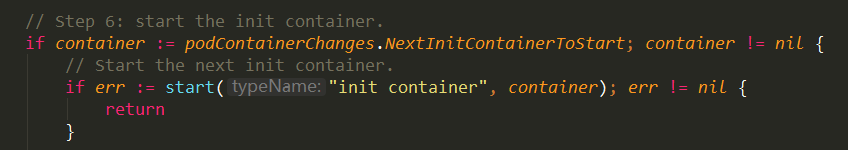 // Step 6: start the init container.
if container := podContainerChanges.NextInitContainerToStart; container != nil {
// Start the next init container.
if err := start( typeName: "init container", container); err != nil {
return
}